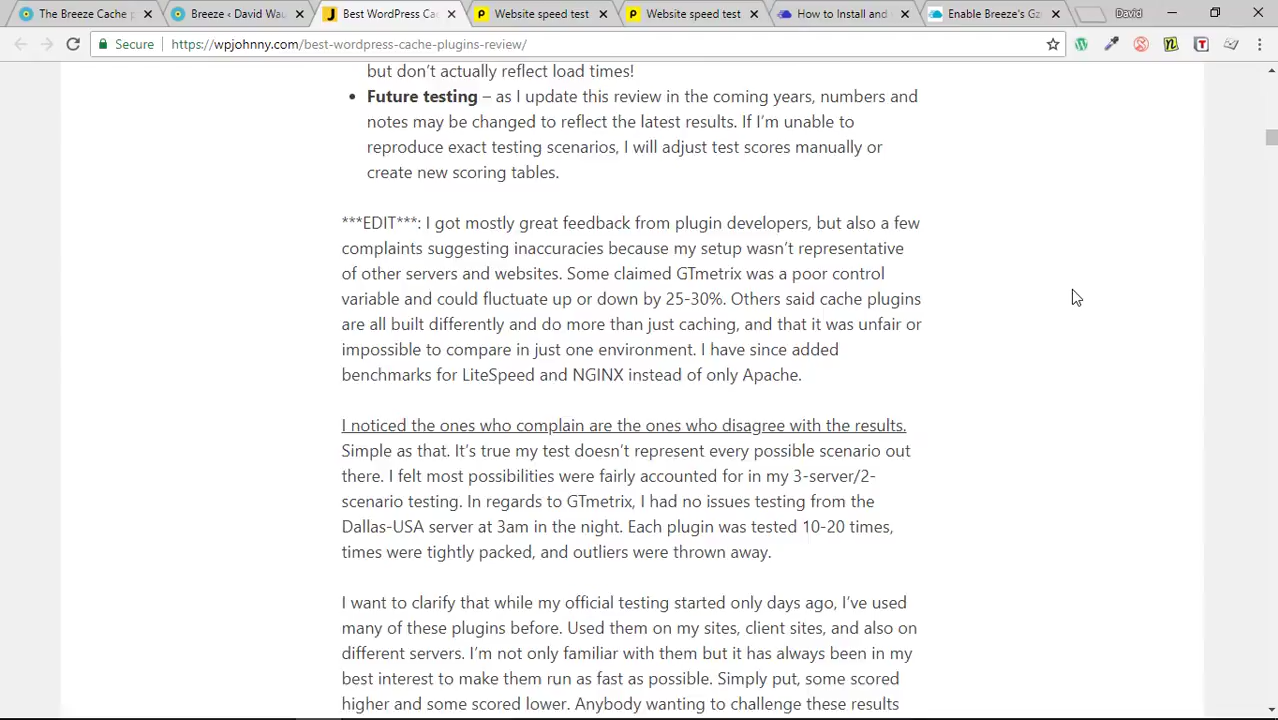 The Breeze Cache p
Breeze « David Wau
Best WordPress Cac
Website speed test
Website speed test
How to Install and
Enable Breeze's Gz
David
Secure
https://wpjohnny.com/best-wordpress-cache-plugins-review/
but don't actually reflect load times!
• Future testing – as I update this review in the coming years, numbers and
notes may be changed to reflect the latest results. If I'm unable to
reproduce exact testing scenarios, I will adjust test scores manually or
create new scoring tables.
***EDIT***: I got mostly great feedback from plugin developers, but also a few
complaints suggesting inaccuracies because my setup wasn't representative
of other servers and websites. Some claimed GTmetrix was a poor control
variable and could fluctuate up or down by 25-30%. Others said cache plugins
are all built differently and do more than just caching, and that it was unfair or
impossible to compare in just one environment. I have since added
benchmarks for LiteSpeed and NGINX instead of only Apache.
I noticed the ones who complain are the ones who disagree with the results.
Simple as that. It's true my test doesn't represent every possible scenario out
there. I felt most possibilities were fairly accounted for in my 3-server/2-
scenario testing. In regards to GTmetrix, I had no issues testing from the
Dallas-USA server at 3am in the night. Each plugin was tested 10-20 times,
times were tightly packed, and outliers were thrown away.
I want to clarify that while my official testing started only days ago, I've used
many of these plugins before. Used them on my sites, client sites, and also on
different servers. I'm not only familiar with them but it has always been in my
best interest to make them run as fast as possible. Simply put, some scored
higher and some scored lower. Anybody wanting to challenge these results